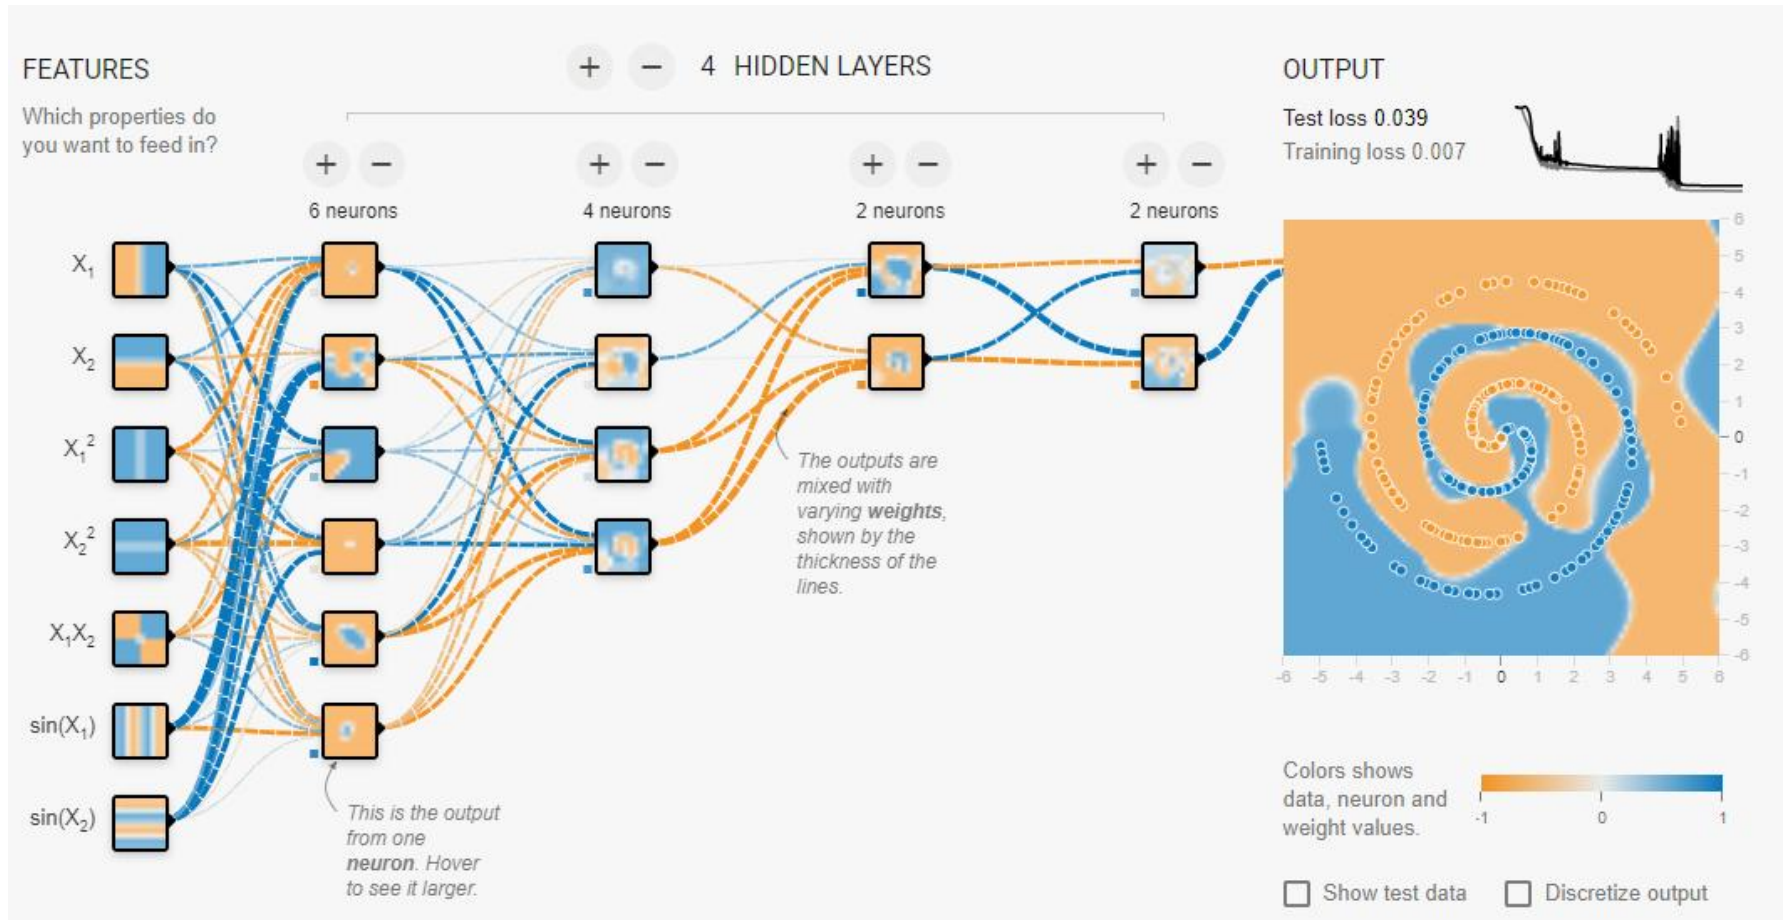 FEATURES
Which properties do
you want to feed in?
+ − 4 HIDDEN LAYERS
+ −
6 neurons
+ −
4 neurons
+ −
2 neurons
+ −
2 neurons
X₁
X₂
X₁²
X₂²
X₁X₂
sin(X₁)
sin(X₂)
This is the output
from one
neuron. Hover
to see it larger.
The outputs are
mixed with
varying weights,
shown by the
thickness of the
lines.
OUTPUT
Test loss 0.039
Training loss 0.007
6
5
4
3
2
1
0
-1
-2
-3
-4
-5
-6
-6 -5 -4 -3 -2 -1 0 1 2 3 4 5 6
Colors shows
data, neuron and
weight values.
-1 0 1
Show test data
Discretize output